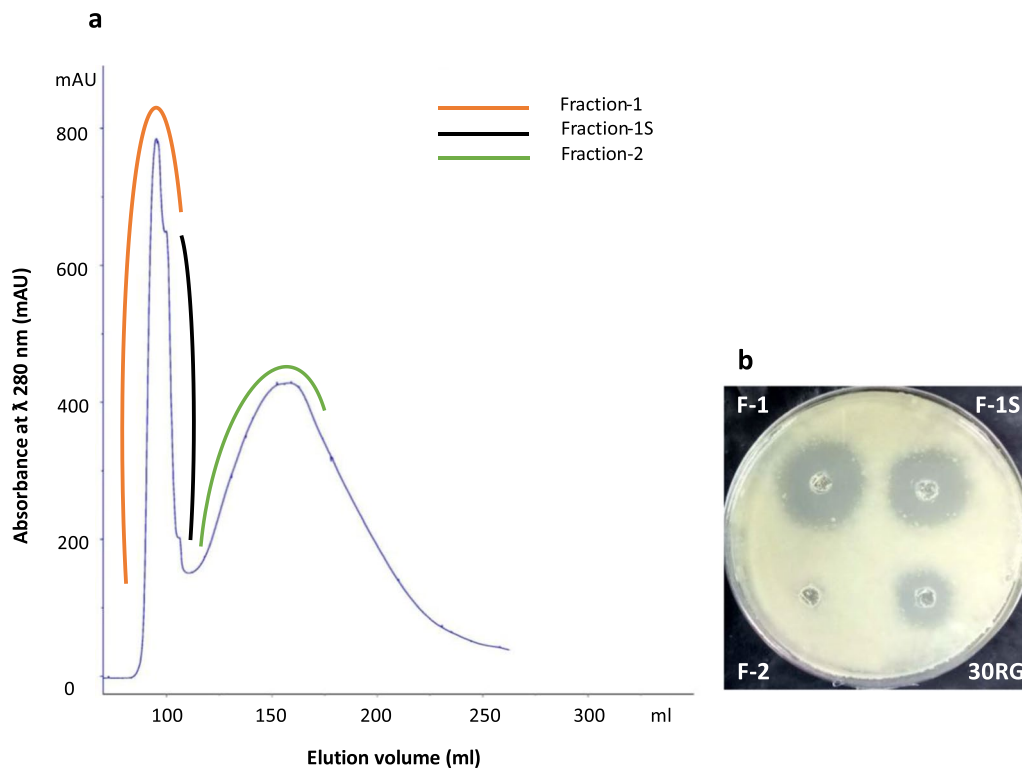 a
mAU
Fraction-1
Fraction-1S
Fraction-2
800
600
400
200
0
Absorbance at ƛ 280 nm (mAU)
100 150 200 250 300 ml
Elution volume (ml)
b
F-1 F-1S
F-2 30RG